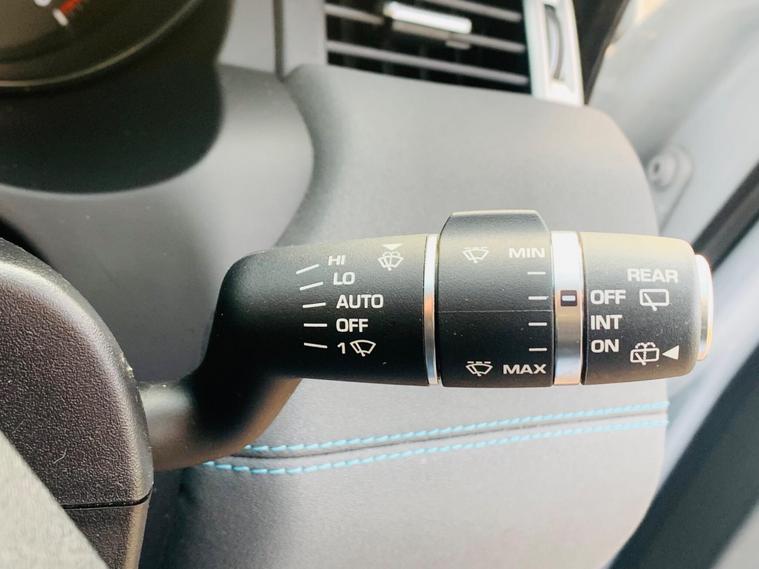 HI
LO
AUTO
OFF
1
MIN
MAX
REAR
OFF
INT
ON